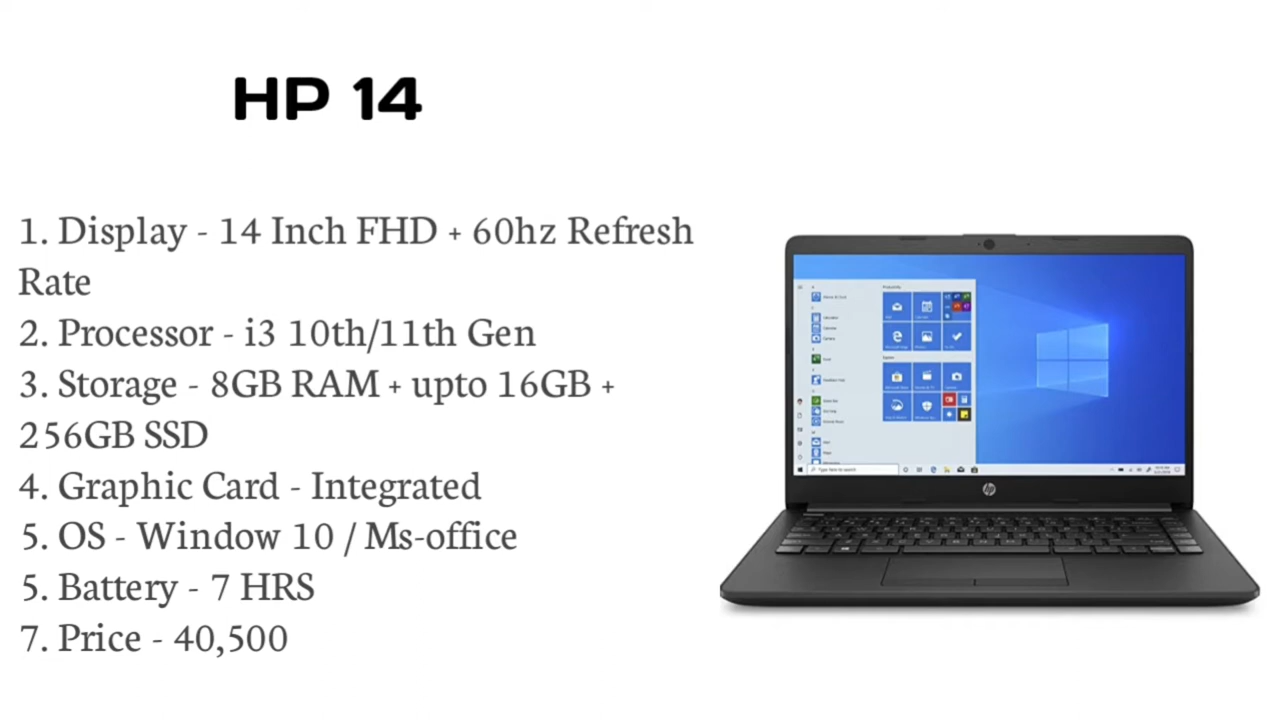 HP 14
1. Display - 14 Inch FHD + 60hz Refresh
Rate
2. Processor - i3 10th/11th Gen
3. Storage - 8GB RAM + upto 16GB +
256GB SSD
4. Graphic Card - Integrated
5. OS - Window 10 / Ms-office
5. Battery - 7 HRS
7. Price - 40,500
hp